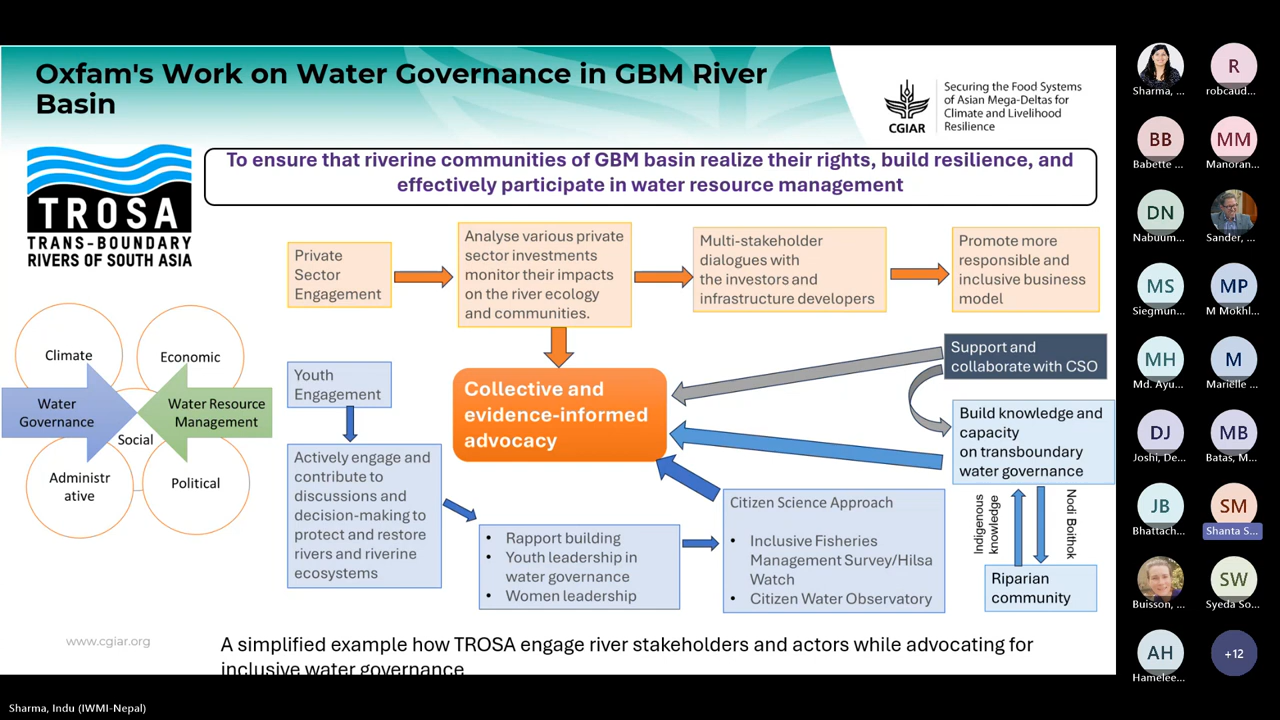 Oxfam's Work on Water Governance in GBM River
Basin
CGIAR
Securing the Food Systems
of Asian Mega-Deltas for
Climate and Livelihood
Resilience
TROSA
TRANS-BOUNDARY
RIVERS OF SOUTH ASIA
To ensure that riverine communities of GBM basin realize their rights, build resilience, and
effectively participate in water resource management
Private
Sector
Engagement
Analyse various private
sector investments
monitor their impacts
on the river ecology
and communities.
Multi-stakeholder
dialogues with
the investors and
infrastructure developers
Promote more
responsible and
inclusive business
model
Climate
Economic
Water
Governance
Water Resource
Management
Social
Administr
ative
Political
Youth
Engagement
Collective and
evidence-informed
advocacy
Support and
collaborate with CSO
Build knowledge and
capacity
on transboundary
water governance
Actively engage and
contribute to
discussions and
decision-making to
protect and restore
rivers and riverine
ecosystems
• Rapport building
• Youth leadership in
water governance
• Women leadership
Citizen Science Approach
• Inclusive Fisheries
Management Survey/Hilsa
Watch
• Citizen Water Observatory
Indigenous
knowledge
Nodi Boithok
Riparian
community
www.cgiar.org
A simplified example how TROSA engage river stakeholders and actors while advocating for
inclusive water governance
Sharma, ...
R
robcaud...
BB
Babette ...
MM
Manoran...
DN
Nabuum...
Sander, ...
MS
Siegmun...
MP
M Mokhl...
MH
Md. Ayu...
M
Marielle ...
DJ
Joshi, De...
MB
Batas, M...
JB
Bhattach...
SM
Shanta S...
Buisson, ...
SW
Syeda So...
AH
Hamelee...
+12
Sharma, Indu (IWMI-Nepal)